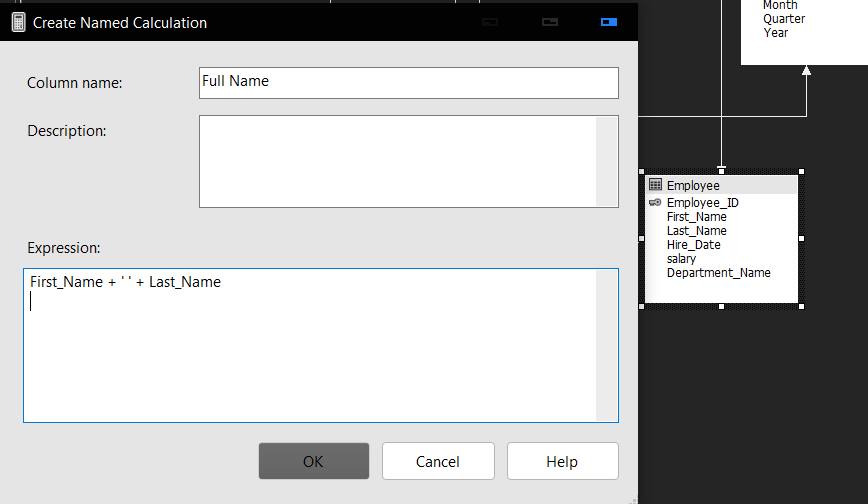 Create Named Calculation
Column name:
Full Name
Description:
Expression:
First_Name + ' ' + Last_Name
OK
Cancel
Help
Month
Quarter
Year
Employee
Employee_ID
First_Name
Last_Name
Hire_Date
salary
Department_Name